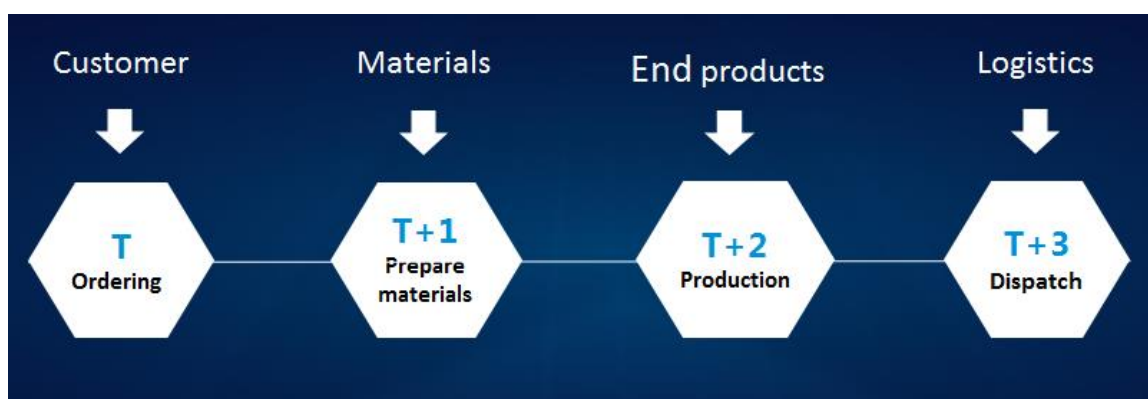 Customer
Materials
End products
Logistics
T
Ordering
T+1
Prepare
materials
T+2
Production
T+3
Dispatch